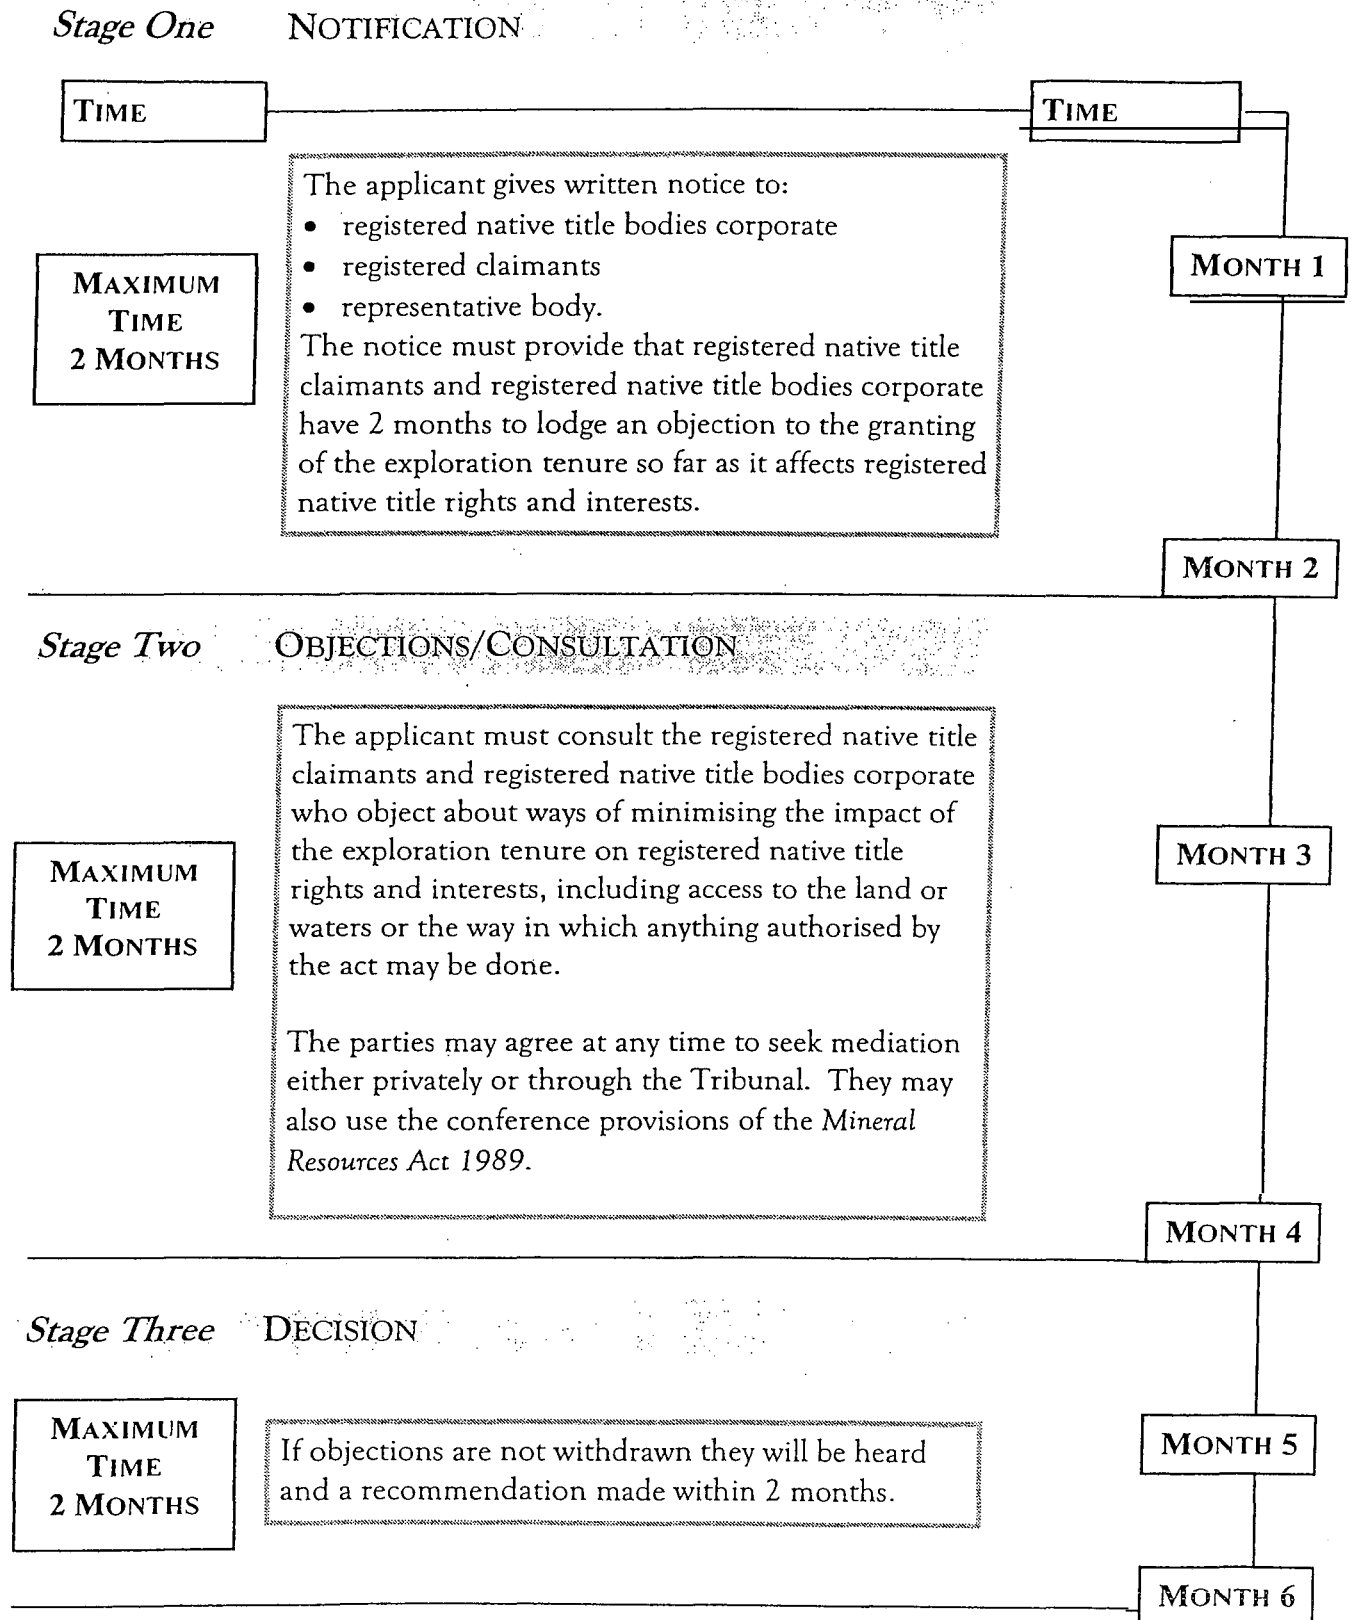 Stage One NOTIFICATION
TIME TIME
The applicant gives written notice to:
• registered native title bodies corporate
• registered claimants
• representative body.
The notice must provide that registered native title
claimants and registered native title bodies corporate
have 2 months to lodge an objection to the granting
of the exploration tenure so far as it affects registered
native title rights and interests.
MAXIMUM
TIME
2 MONTHS
MONTH 1
MONTH 2
Stage Two OBJECTIONS/CONSULTATION
The applicant must consult the registered native title
claimants and registered native title bodies corporate
who object about ways of minimising the impact of
the exploration tenure on registered native title
rights and interests, including access to the land or
waters or the way in which anything authorised by
the act may be done.
The parties may agree at any time to seek mediation
either privately or through the Tribunal. They may
also use the conference provisions of the Mineral
Resources Act 1989.
MAXIMUM
TIME
2 MONTHS
MONTH 3
MONTH 4
Stage Three DECISION
MAXIMUM
TIME
2 MONTHS
If objections are not withdrawn they will be heard
and a recommendation made within 2 months.
MONTH 5
MONTH 6